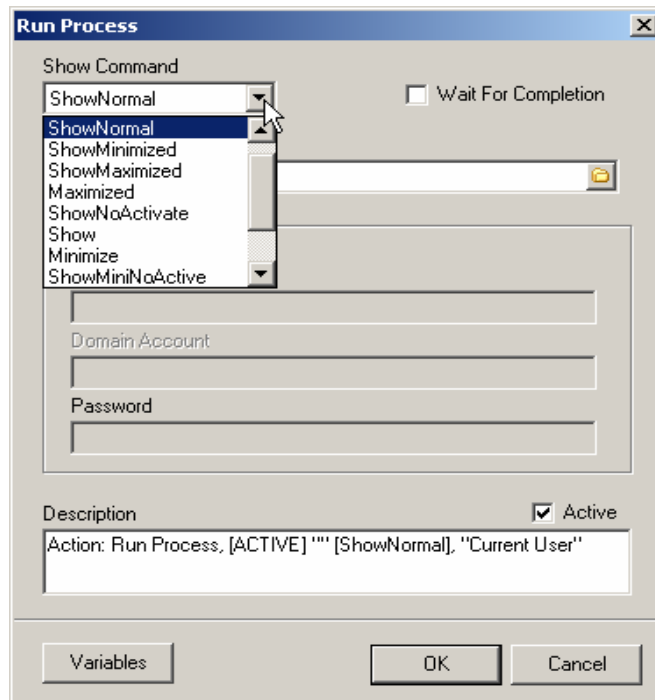 Run Process
Show Command
ShowNormal
Wait For Completion
ShowNormal
ShowMinimized
ShowMaximized
Maximized
ShowNoActivate
Show
Minimize
ShowMiniNoActive
Domain Account
Password
Description
Active
Action: Run Process, [ACTIVE] "" [ShowNormal], "Current User"
Variables
OK
Cancel